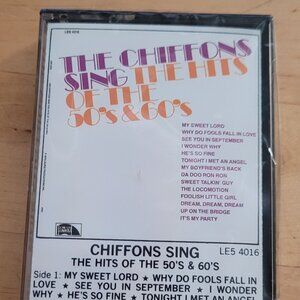 LES 4016
THE CHIFFONS
SING THE HITS
OF THE
50's & 60's
MY SWEET LORD
WHY DO FOOLS FALL IN LOVE
SEE YOU IN SEPTEMBER
I WONDER WHY
HE'S SO FINE
TONIGHT I MET AN ANGEL
MY BOYFRIEND'S BACK
DA DOO RON RON
SWEET TALKIN' GUY
THE LOCOMOTION
FOOLISH LITTLE GIRL
DREAM, DREAM, DREAM
UP ON THE BRIDGE
IT'S MY PARTY
CHIFFONS SING
LE5 4016
THE HITS OF THE 50'S & 60'S
Side 1: MY SWEET LORD ★ WHY DO FOOLS FALL IN
LOVE ★ SEE YOU IN SEPTEMBER ★ I WONDER
WHY ★ HE'S SO FINE ★ TONIGHT I MET AN ANGEL